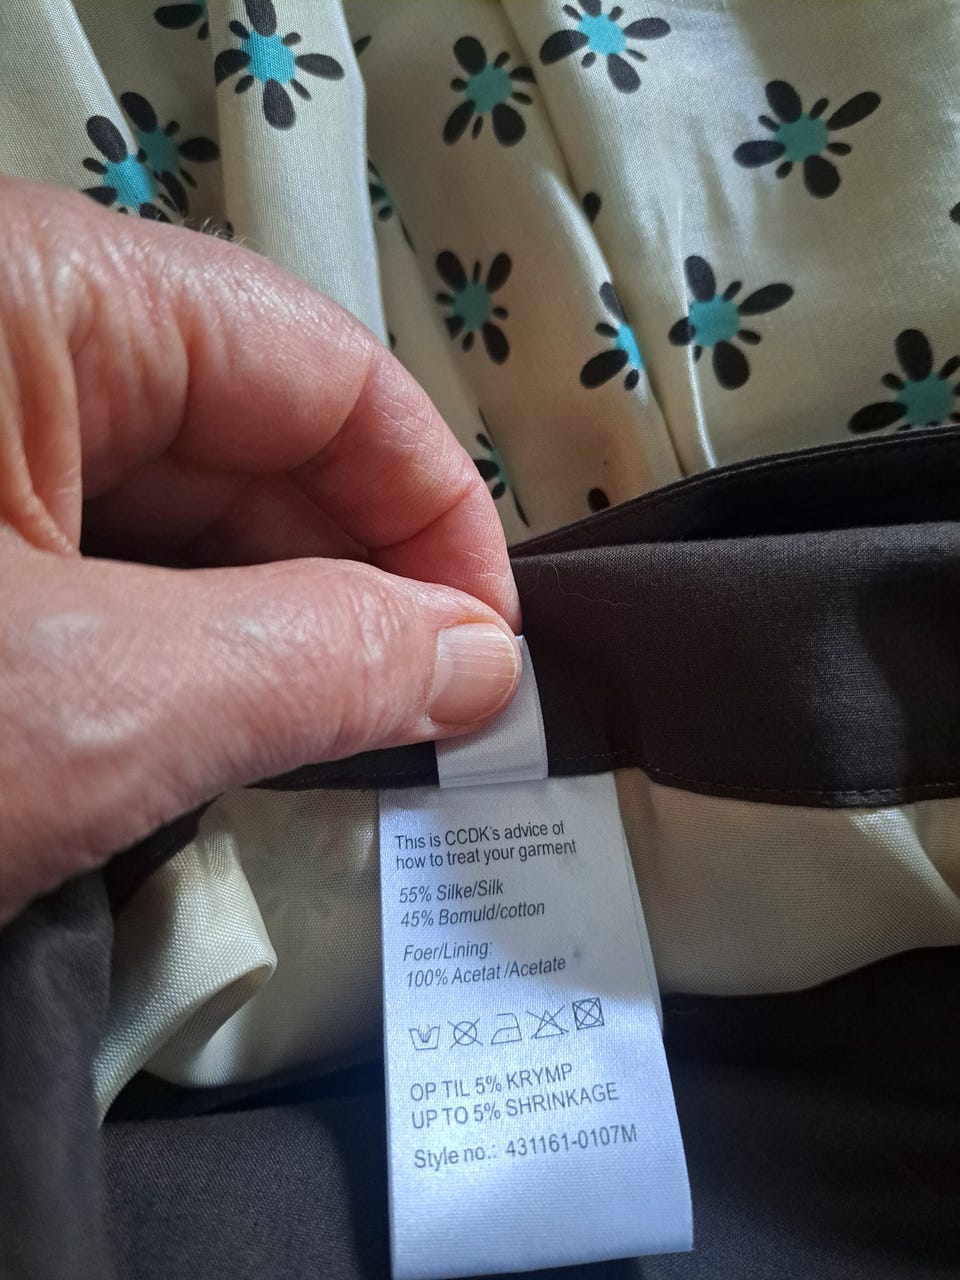 This is CCDK's advice of
how to treat your garment
55% Silke/Silk
45% Bomuld/cotton
Foer/Lining:
100% Acetat /Acetate
OP TIL 5% KRYMP
UP TO 5% SHRINKAGE
Style no.: 431161-0107M